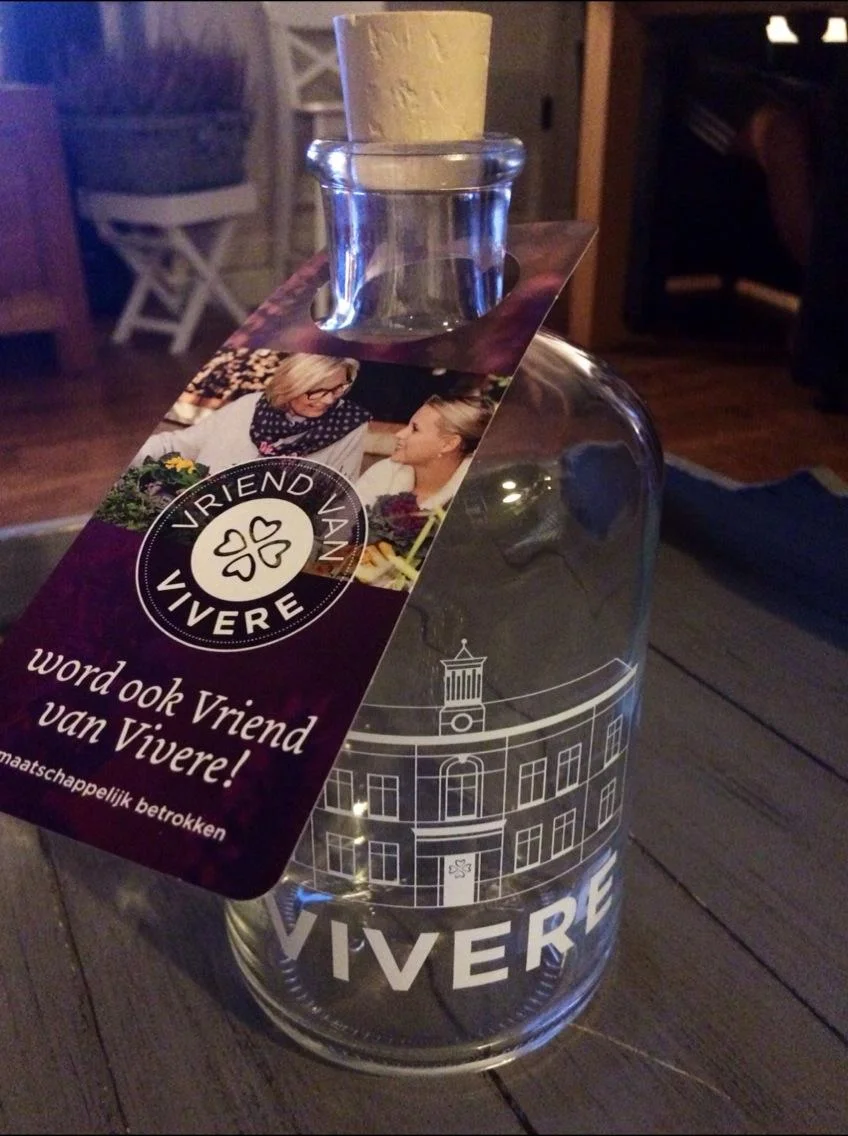 VRIEND VAN
VIVERE
word ook Vriend
van Vivere!
maatschappelijk betrokken
VIVERE